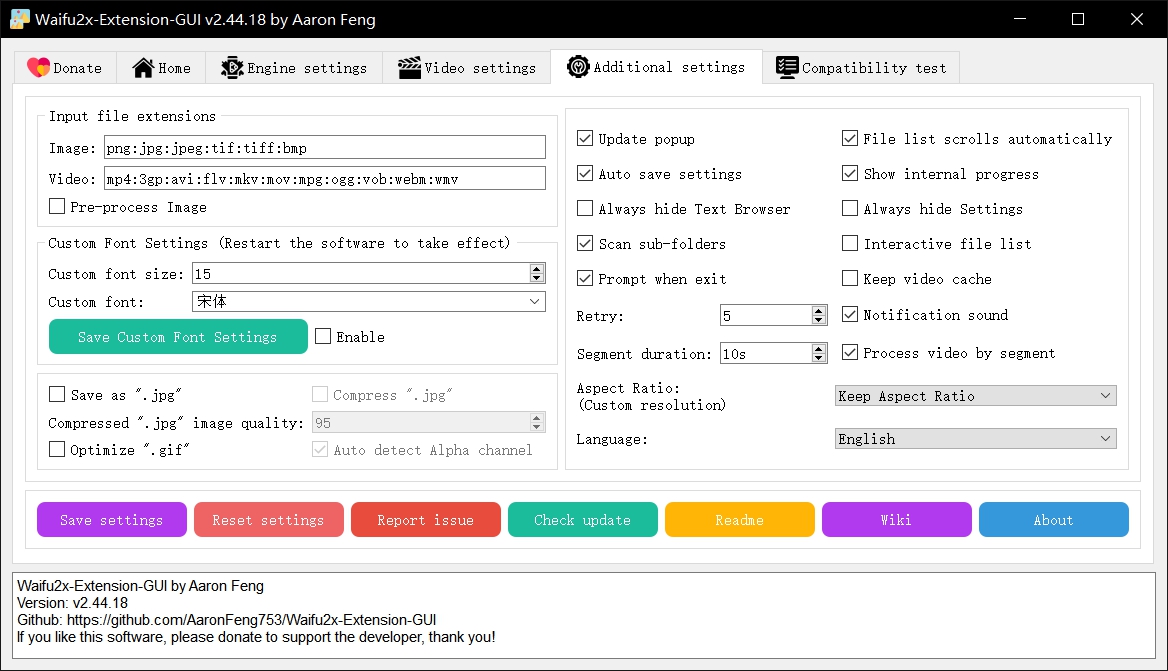 Waifu2x-Extension-GUI v2.44.18 by Aaron Feng
Donate
Home
Engine settings
Video settings
Additional settings
Compatibility test
Input file extensions
Image: png:jpg:jpeg:tif:tiff:bmp
Video: mp4:3gp:avi:flv:mkv:mov:mpg:ogg:vob:webm:wmv
Pre-process Image
Custom Font Settings (Restart the software to take effect)
Custom font size: 15
Custom font: 宋体
Save Custom Font Settings
Enable
Save as ".jpg"
Compress ".jpg"
Compressed ".jpg" image quality: 95
Optimize ".gif"
Auto detect Alpha channel
Update popup
File list scrolls automatically
Auto save settings
Show internal progress
Always hide Text Browser
Always hide Settings
Scan sub-folders
Interactive file list
Prompt when exit
Keep video cache
Retry: 5
Notification sound
Segment duration: 10s
Process video by segment
Aspect Ratio:
(Custom resolution)
Keep Aspect Ratio
Language:
English
Save settings
Reset settings
Report issue
Check update
Readme
Wiki
About
Waifu2x-Extension-GUI by Aaron Feng
Version: v2.44.18
Github: https://github.com/AaronFeng753/Waifu2x-Extension-GUI
If you like this software, please donate to support the developer, thank you!